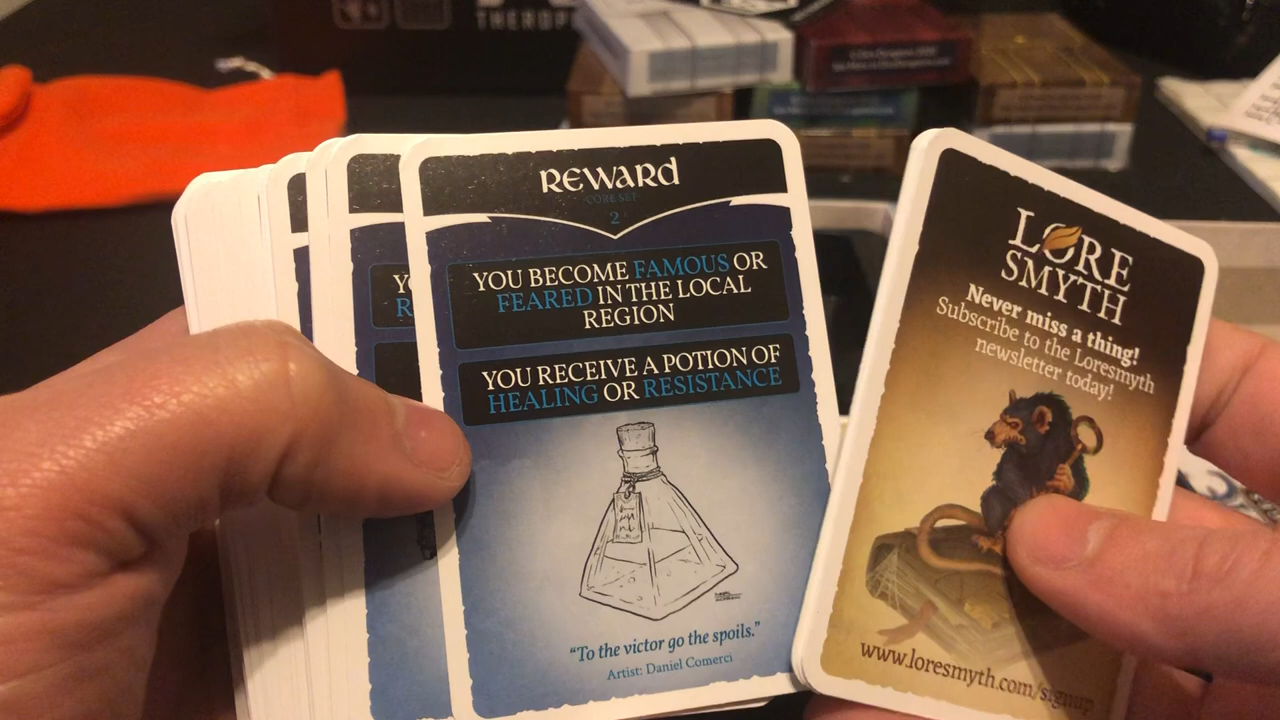 THEROP
REWARD
CORE SET
2
YOU BECOME FAMOUS OR
FEARED IN THE LOCAL
REGION
YOU RECEIVE A POTION OF
HEALING OR RESISTANCE
“To the victor go the spoils.”
Artist: Daniel Comerci
Y
R
LORE
SMYTH
Never miss a thing!
Subscribe to the Loresmyth
newsletter today!
www.loresmyth.com/signup